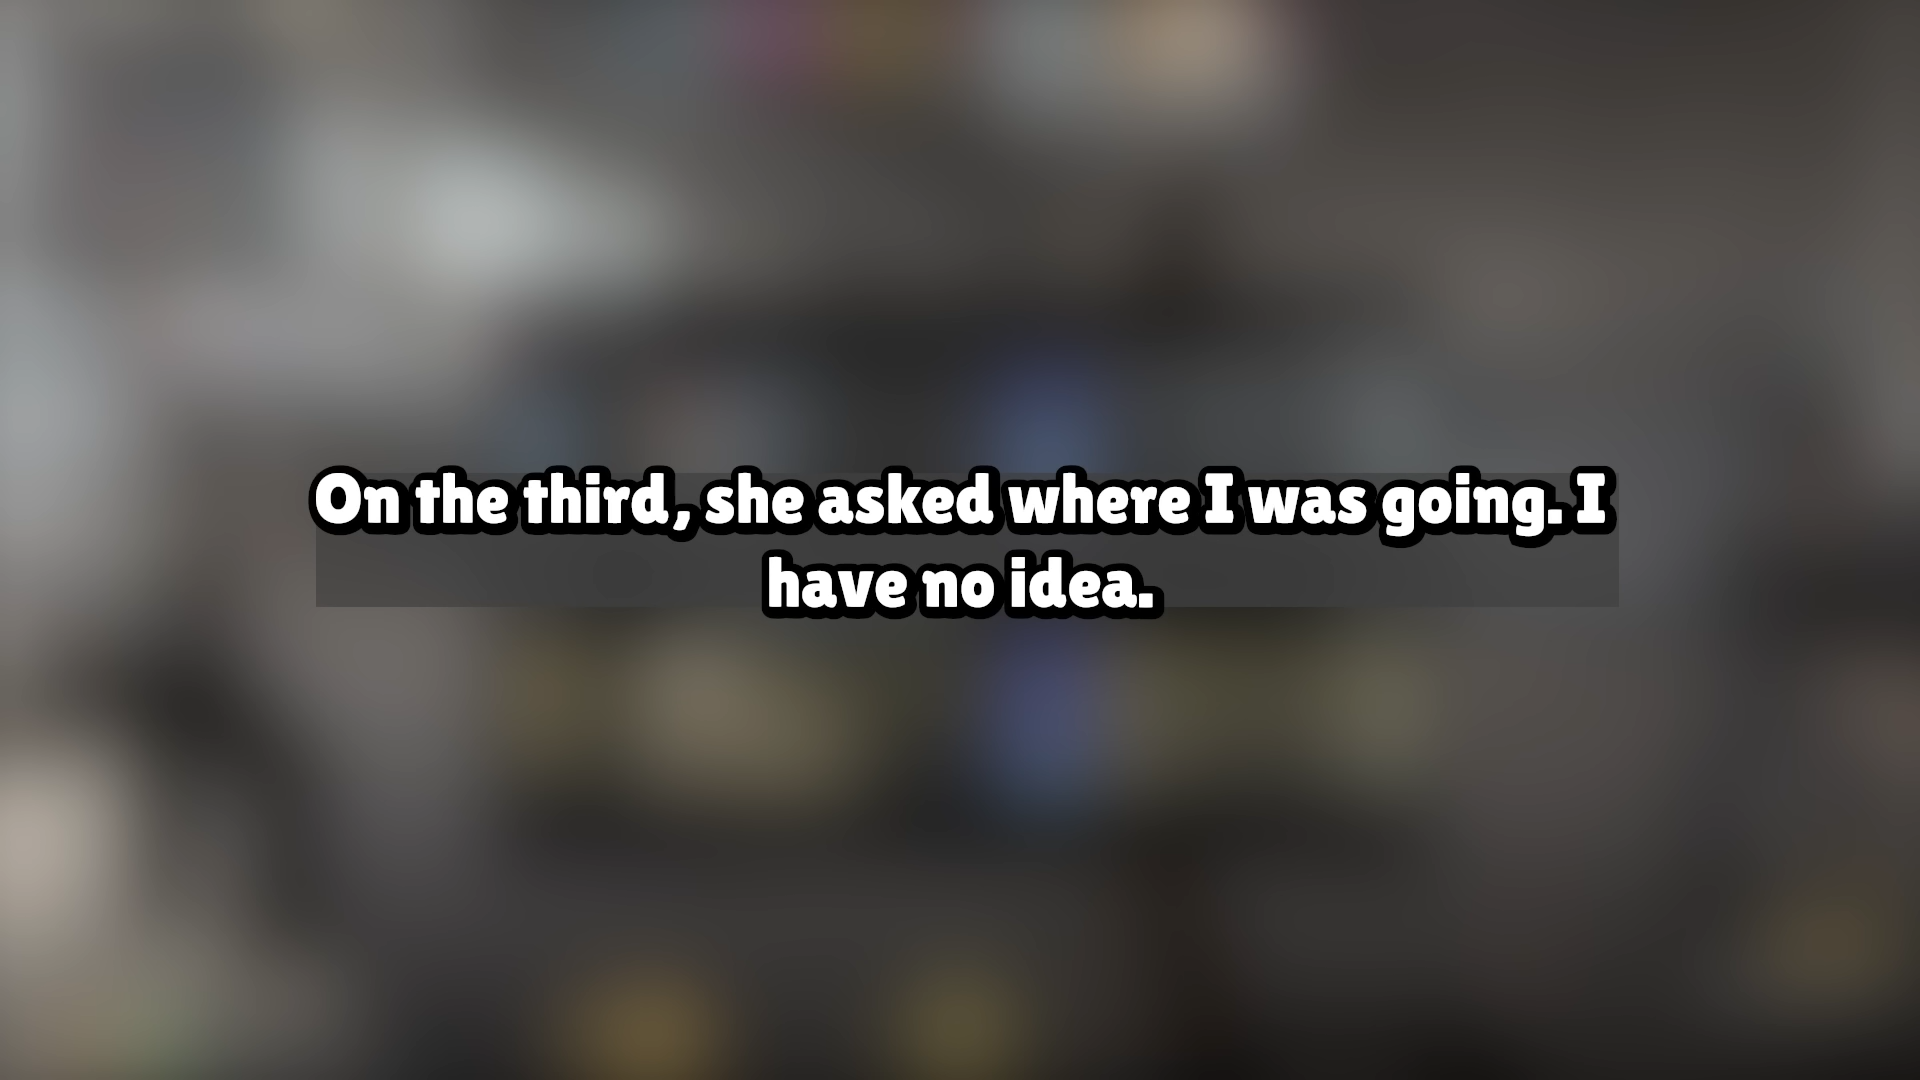 On the third, she asked where I was going. I
have no idea.